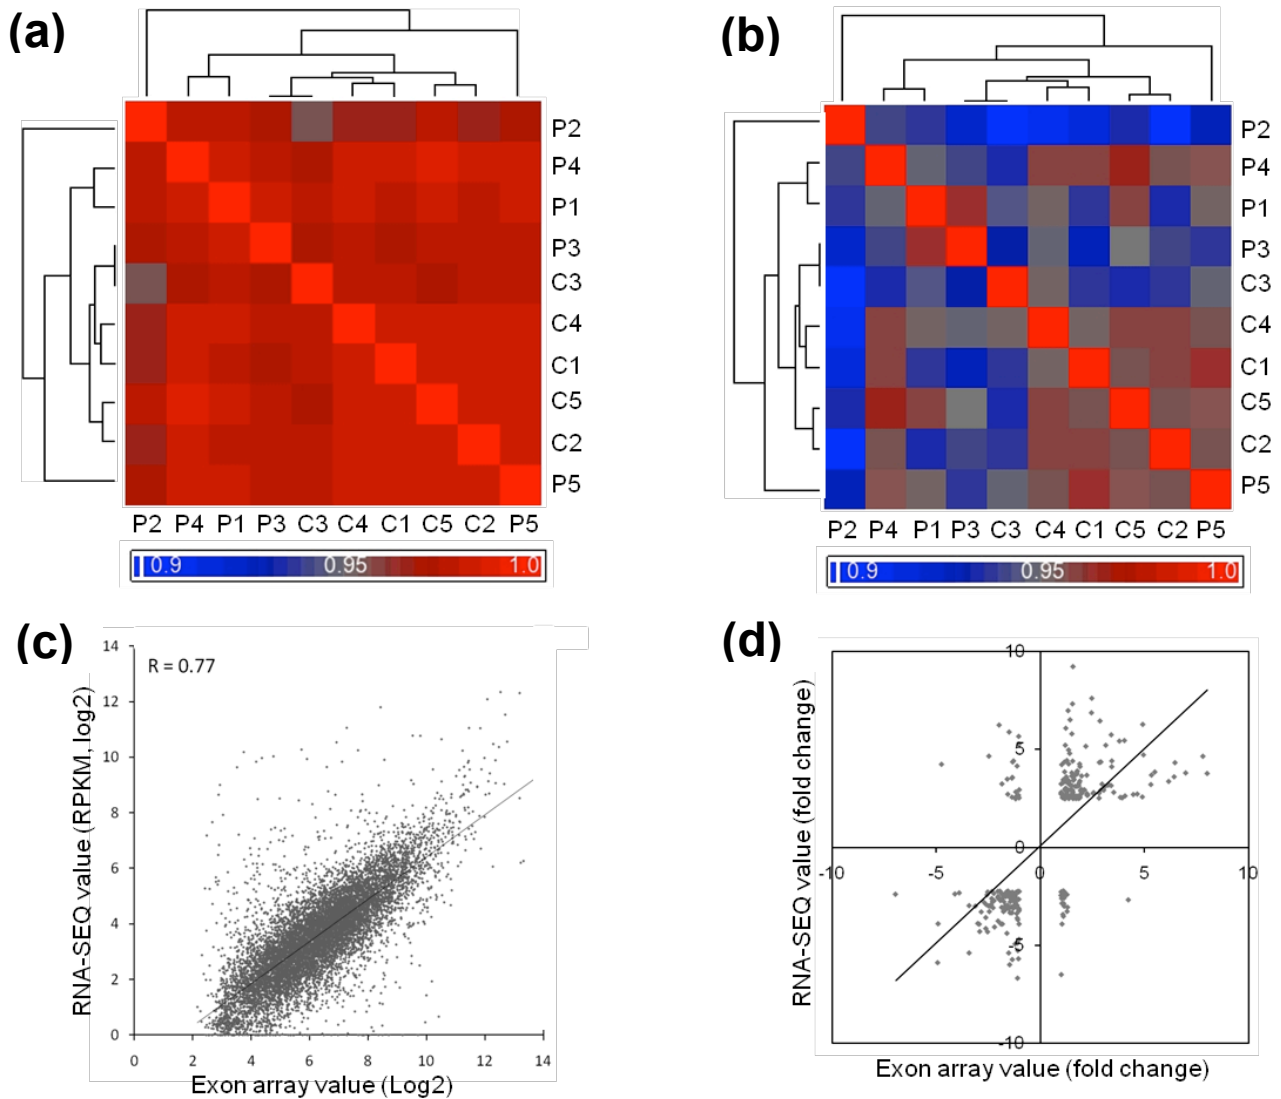 (a)
P2
P4
P1
P3
C3
C4
C1
C5
C2
P5
P2 P4 P1 P3 C3 C4 C1 C5 C2 P5
0.9 0.95 1.0
(b)
P2
P4
P1
P3
C3
C4
C1
C5
C2
P5
P2 P4 P1 P3 C3 C4 C1 C5 C2 P5
0.9 0.95 1.0
(c)
R = 0.77
RNA-SEQ value (RPKM, log2)
14
12
10
8
6
4
2
0
0 2 4 6 8 10 12 14
Exon array value (Log2)
(d)
RNA-SEQ value (fold change)
10
5
0
-10 -5 0 5 10
-5
-10
Exon array value (fold change)